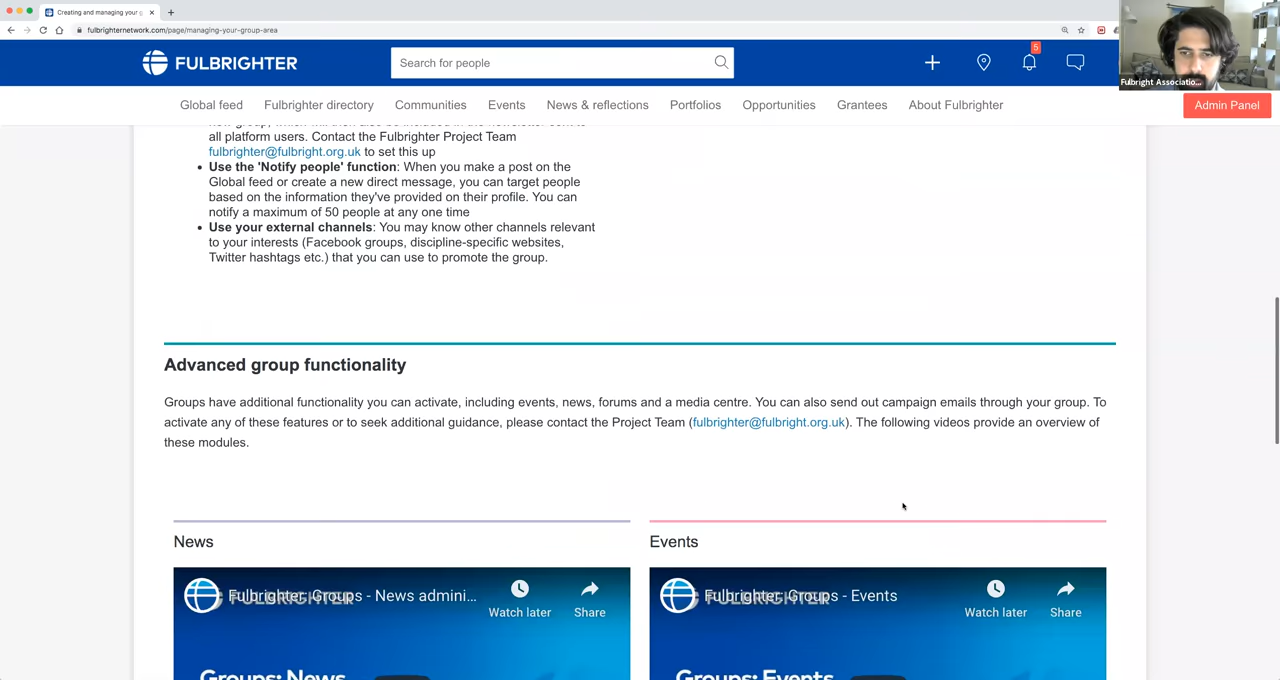 Creating and managing your g
fulbrighternetwork.com/page/managing-your-group-area
FULBRIGHTER
Search for people
5
Fulbright Associatio...
Global feed
Fulbrighter directory
Communities
Events
News & reflections
Portfolios
Opportunities
Grantees
About Fulbrighter
Admin Panel
all platform users. Contact the Fulbrighter Project Team
fulbrighter@fulbright.org.uk to set this up
• Use the 'Notify people' function: When you make a post on the
Global feed or create a new direct message, you can target people
based on the information they've provided on their profile. You can
notify a maximum of 50 people at any one time
• Use your external channels: You may know other channels relevant
to your interests (Facebook groups, discipline-specific websites,
Twitter hashtags etc.) that you can use to promote the group.
Advanced group functionality
Groups have additional functionality you can activate, including events, news, forums and a media centre. You can also send out campaign emails through your group. To
activate any of these features or to seek additional guidance, please contact the Project Team (fulbrighter@fulbright.org.uk). The following videos provide an overview of
these modules.
News
Events
Fulbrighter Groups - News admini...
Watch later
Share
Fulbrighter Groups - Events
Watch later
Share
FULBRIGHTER
FULBRIGHTER
Groups: News
Groups: Events